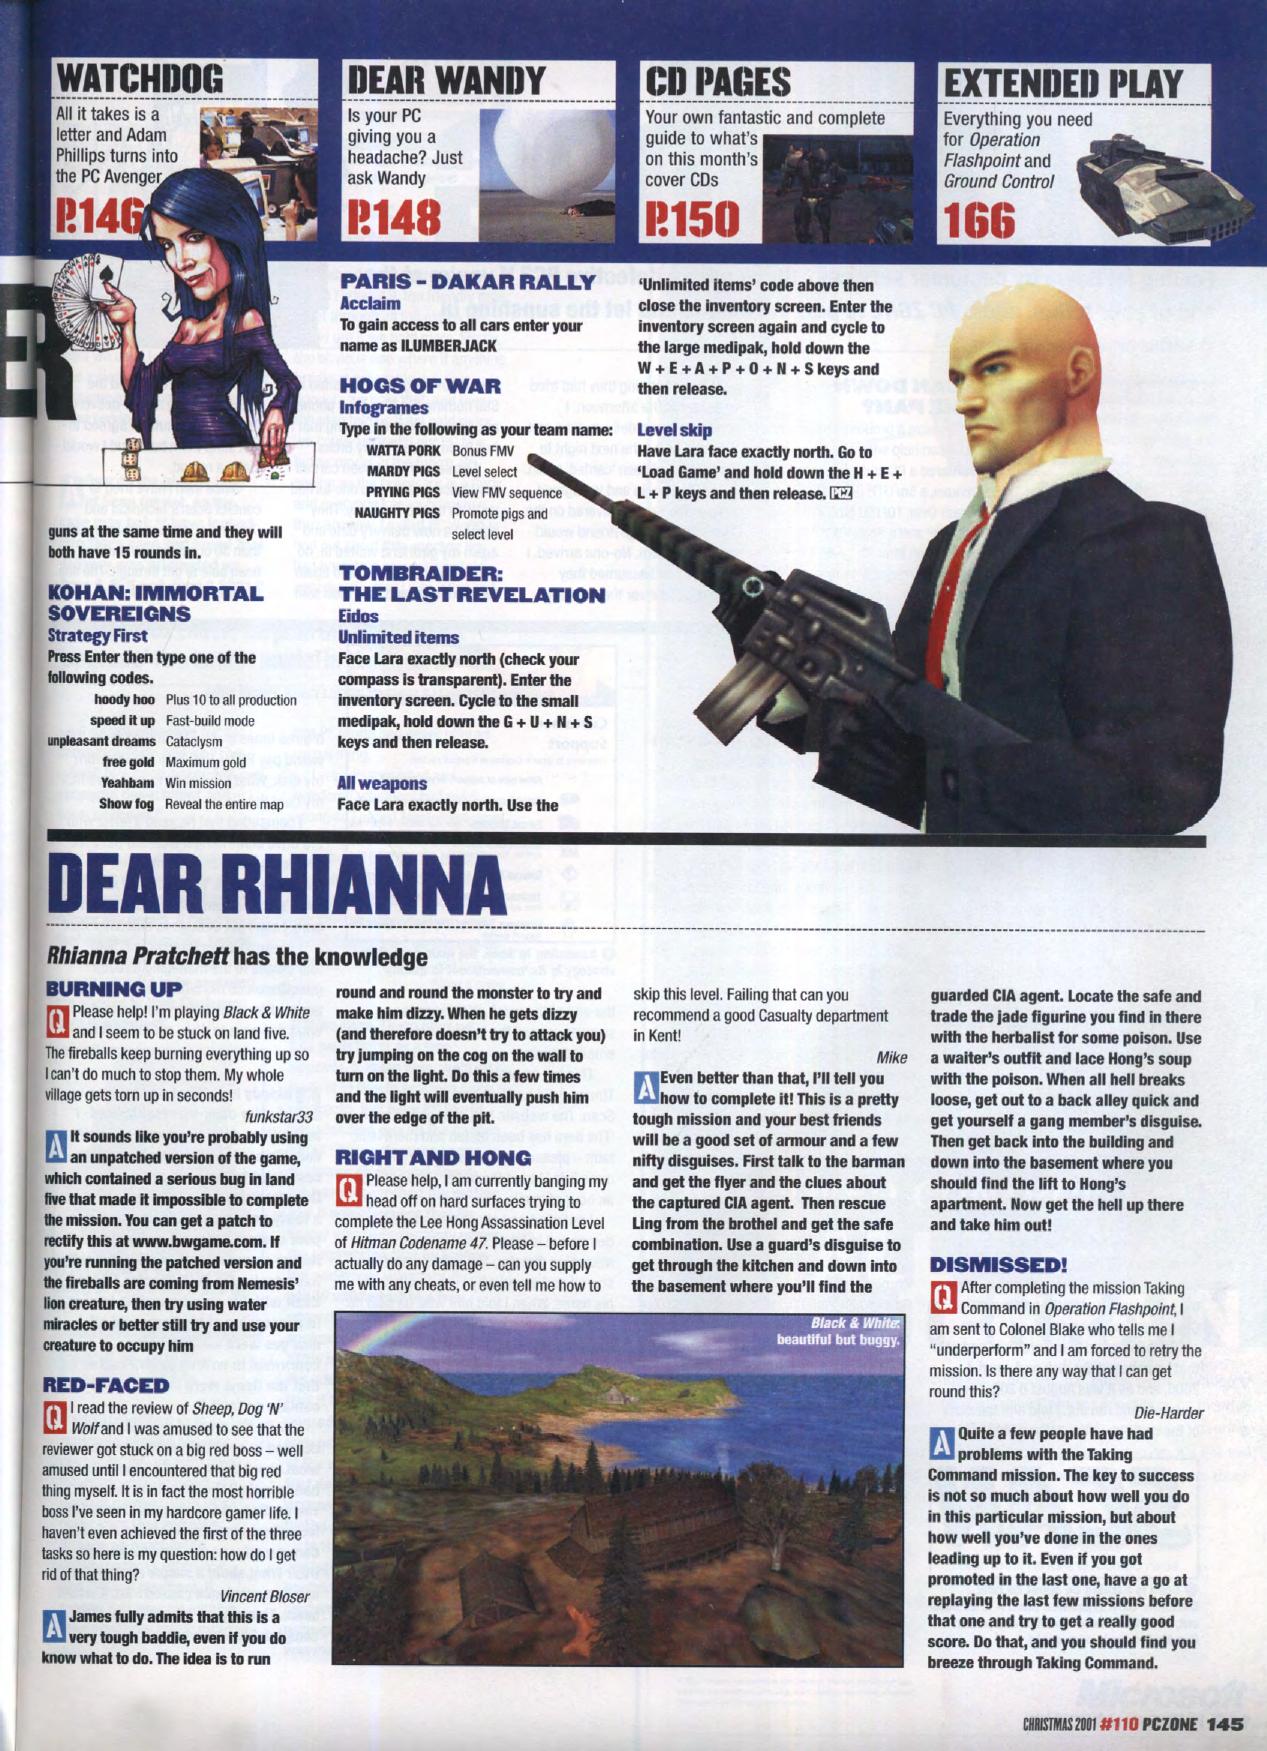 WATCHDOG
All it takes is a
letter and Adam
Phillips turns into
the PC Avenger
P.146
DEAR WANDY
Is your PC
giving you a
headache? Just
ask Wandy
P.148
CD PAGES
Your own fantastic and complete
guide to what's
on this month's
cover CDs
P.150
EXTENDED PLAY
Everything you need
for Operation
Flashpoint and
Ground Control
166
ER
guns at the same time and they will
both have 15 rounds in.
KOHAN: IMMORTAL
SOVEREIGNS
Strategy First
Press Enter then type one of the
following codes.
hoody hoo Plus 10 to all production
speed it up Fast-build mode
unpleasant dreams Cataclysm
free gold Maximum gold
Yeahbam Win mission
Show fog Reveal the entire map
PARIS - DAKAR RALLY
Acclaim
To gain access to all cars enter your
name as ILUMBERJACK
HOGS OF WAR
Infogrames
Type in the following as your team name:
WATTA PORK Bonus FMV
MARDY PIGS Level select
PRYING PIGS View FMV sequence
NAUGHTY PIGS Promote pigs and
select level
TOMBRAIDER:
THE LAST REVELATION
Eidos
Unlimited items
Face Lara exactly north (check your
compass is transparent). Enter the
inventory screen. Cycle to the small
medipak, hold down the G + U + N + S
keys and then release.
All weapons
Face Lara exactly north. Use the
'Unlimited items' code above then
close the inventory screen. Enter the
inventory screen again and cycle to
the large medipak, hold down the
W + E + A + P + O + N + S keys and
then release.
Level skip
Have Lara face exactly north. Go to
'Load Game' and hold down the H + E +
L + P keys and then release. PCZ
DEAR RHIANNA
Rhianna Pratchett has the knowledge
BURNING UP
Q Please help! I'm playing Black & White
and I seem to be stuck on land five.
The fireballs keep burning everything up so
I can't do much to stop them. My whole
village gets torn up in seconds!
funkstar33
A It sounds like you're probably using
an unpatched version of the game,
which contained a serious bug in land
five that made it impossible to complete
the mission. You can get a patch to
rectify this at www.bwgame.com. If
you're running the patched version and
the fireballs are coming from Nemesis'
lion creature, then try using water
miracles or better still try and use your
creature to occupy him
RED-FACED
Q I read the review of Sheep, Dog 'N'
Wolf and I was amused to see that the
reviewer got stuck on a big red boss – well
amused until I encountered that big red
thing myself. It is in fact the most horrible
boss I've seen in my hardcore gamer life. I
haven't even achieved the first of the three
tasks so here is my question: how do I get
rid of that thing?
Vincent Bloser
A James fully admits that this is a
very tough baddie, even if you do
know what to do. The idea is to run
round and round the monster to try and
make him dizzy. When he gets dizzy
(and therefore doesn't try to attack you)
try jumping on the cog on the wall to
turn on the light. Do this a few times
and the light will eventually push him
over the edge of the pit.
RIGHT AND HONG
Q Please help, I am currently banging my
head off on hard surfaces trying to
complete the Lee Hong Assassination Level
of Hitman Codename 47. Please – before I
actually do any damage – can you supply
me with any cheats, or even tell me how to
skip this level. Failing that can you
recommend a good Casualty department
in Kent!
Mike
A Even better than that, I'll tell you
how to complete it! This is a pretty
tough mission and your best friends
will be a good set of armour and a few
nifty disguises. First talk to the barman
and get the flyer and the clues about
the captured CIA agent. Then rescue
Ling from the brothel and get the safe
combination. Use a guard's disguise to
get through the kitchen and down into
the basement where you'll find the
guarded CIA agent. Locate the safe and
trade the jade figurine you find in there
with the herbalist for some poison. Use
a waiter's outfit and lace Hong's soup
with the poison. When all hell breaks
loose, get out to a back alley quick and
get yourself a gang member's disguise.
Then get back into the building and
down into the basement where you
should find the lift to Hong's
apartment. Now get the hell up there
and take him out!
Black & White:
beautiful but buggy.
DISMISSED!
Q After completing the mission Taking
Command in Operation Flashpoint, I
am sent to Colonel Blake who tells me I
"underperform" and I am forced to retry the
mission. Is there any way that I can get
round this?
Die-Harder
A Quite a few people have had
problems with the Taking
Command mission. The key to success
is not so much about how well you do
in this particular mission, but about
how well you've done in the ones
leading up to it. Even if you got
promoted in the last one, have a go at
replaying the last few missions before
that one and try to get a really good
score. Do that, and you should find you
breeze through Taking Command.
CHRISTMAS 2001 #110 PCZONE 145